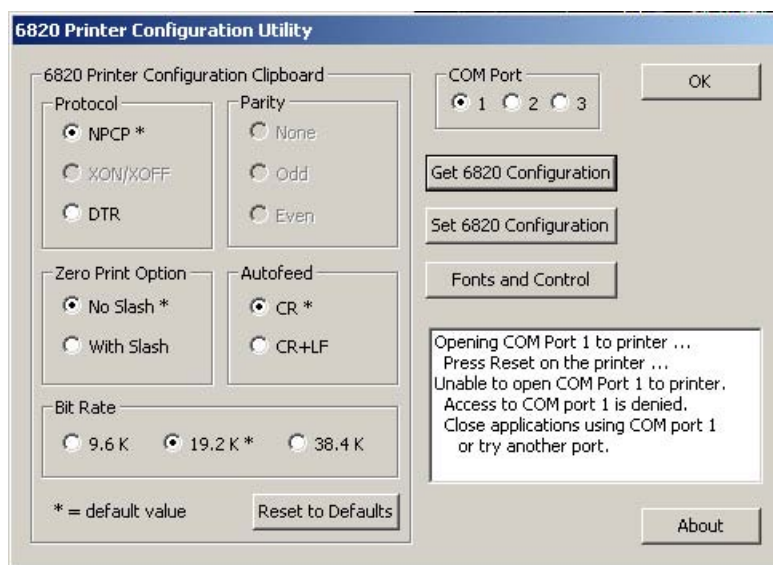 6820 Printer Configuration Utility
6820 Printer Configuration Clipboard
Protocol
NPCP *
XON/XOFF
DTR
Parity
None
Odd
Even
Zero Print Option
No Slash *
With Slash
Autofeed
CR *
CR+LF
Bit Rate
9.6 K
19.2 K *
38.4 K
* = default value
Reset to Defaults
COM Port
1
2
3
OK
Get 6820 Configuration
Set 6820 Configuration
Fonts and Control
Opening COM Port 1 to printer ...
Press Reset on the printer ...
Unable to open COM Port 1 to printer.
Access to COM port 1 is denied.
Close applications using COM port 1
or try another port.
About